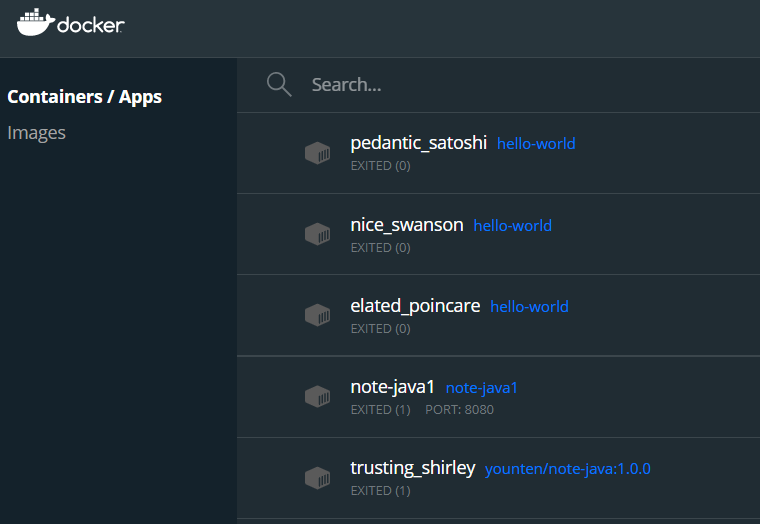 docker
Containers / Apps
Images
Search...
pedantic_satoshi hello-world
EXITED (0)
nice_swanson hello-world
EXITED (0)
elated_poincare hello-world
EXITED (0)
note-java1 note-java1
EXITED (1) PORT: 8080
trusting_shirley younten/note-java:1.0.0
EXITED (1)